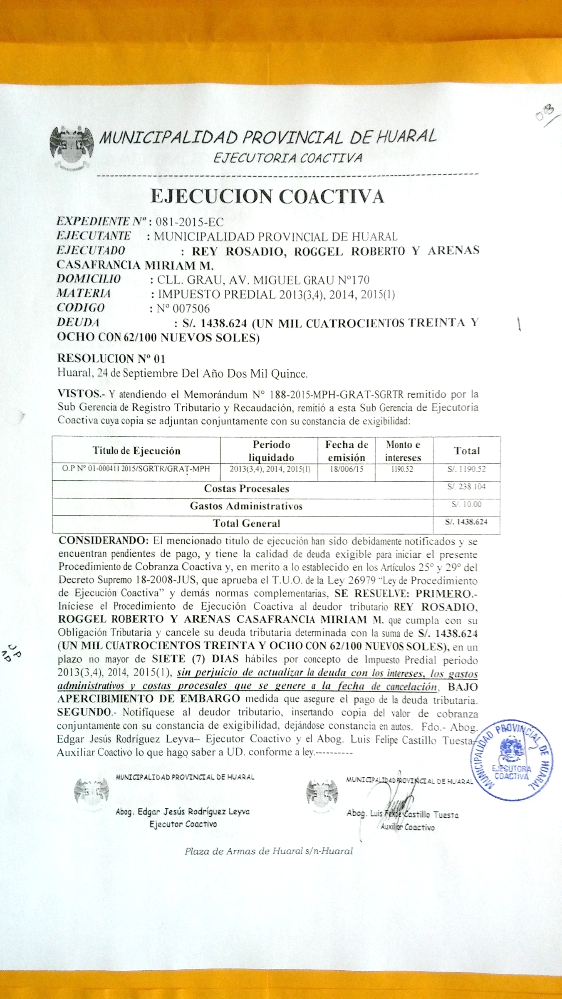 003
MUNICIPALIDAD PROVINCIAL DE HUARAL
EJECUTORIA COACTIVA
EJECUCION COACTIVA
EXPEDIENTE Nº : 081-2015-EC
EJECUTANTE : MUNICIPALIDAD PROVINCIAL DE HUARAL
EJECUTADO : REY ROSADIO, ROGGEL ROBERTO Y ARENAS
CASAFRANCIA MIRIAM M.
DOMICILIO : CLL. GRAU, AV. MIGUEL GRAU Nº170
MATERIA : IMPUESTO PREDIAL 2013(3,4), 2014, 2015(1)
CODIGO : Nº 007506
DEUDA : S/. 1438.624 (UN MIL CUATROCIENTOS TREINTA Y
OCHO CON 62/100 NUEVOS SOLES)
RESOLUCION Nº 01
Huaral, 24 de Septiembre Del Año Dos Mil Quince.
VISTOS.- Y atendiendo el Memorándum N° 188-2015-MPH-GRAT-SGRTR remitido por la
Sub Gerencia de Registro Tributario y Recaudación, remitió a esta Sub Gerencia de Ejecutoria
Coactiva cuya copia se adjuntan conjuntamente con su constancia de exigibilidad:
Titulo de Ejecución Periodo liquidado Fecha de emisión Monto e intereses Total
O.P Nº 01-000411 2015/SGRTR/GRAT-MPH 2013(3,4), 2014, 2015(1) 18/006/15 1190.52 S/. 1190.52
Costas Procesales S/. 238.104
Gastos Administrativos S/. 10.00
Total General S/. 1438.624
CONSIDERANDO: El mencionado titulo de ejecución han sido debidamente notificados y se
encuentran pendientes de pago, y tiene la calidad de deuda exigible para iniciar el presente
Procedimiento de Cobranza Coactiva y, en merito a lo establecido en los Artículos 25° y 29° del
Decreto Supremo 18-2008-JUS, que aprueba el T.U.O. de la Ley 26979 “Ley de Procedimiento
de Ejecución Coactiva” y demás normas complementarias, SE RESUELVE: PRIMERO.-
Iníciese el Procedimiento de Ejecución Coactiva al deudor tributario REY ROSADIO,
ROGGEL ROBERTO Y ARENAS CASAFRANCIA MIRIAM M. que cumpla con su
Obligación Tributaria y cancele su deuda tributaria determinada con la suma de S/. 1438.624
(UN MIL CUATROCIENTOS TREINTA Y OCHO CON 62/100 NUEVOS SOLES), en un
plazo no mayor de SIETE (7) DIAS hábiles por concepto de Impuesto Predial periodo
2013(3,4), 2014, 2015(1), sin perjuicio de actualizar la deuda con los intereses, los gastos
administrativos y costas procesales que se genere a la fecha de cancelación, BAJO
APERCIBIMIENTO DE EMBARGO medida que asegure el pago de la deuda tributaria.
SEGUNDO.- Notifíquese al deudor tributario, insertando copia del valor de cobranza
conjuntamente con su constancia de exigibilidad, dejándose constancia en autos. Fdo.- Abog.
Edgar Jesús Rodríguez Leyva– Ejecutor Coactivo y el Abog. Luis Felipe Castillo Tuesta–
Auxiliar Coactivo lo que hago saber a UD. conforme a ley.----------
MUNICIPALIDAD PROVINCIAL DE HUARAL
EJECUTORA
COACTIVA
MUNICIPALIDAD PROVINCIAL DE HUARAL
Abog. Edgar Jesús Rodríguez Leyva
Ejecutor Coactivo
MUNICIPALIDAD PROVINCIAL DE HUARAL
Abog. Luis Felipe Castillo Tuesta
Auxiliar Coactivo
Plaza de Armas de Huaral s/n-Huaral